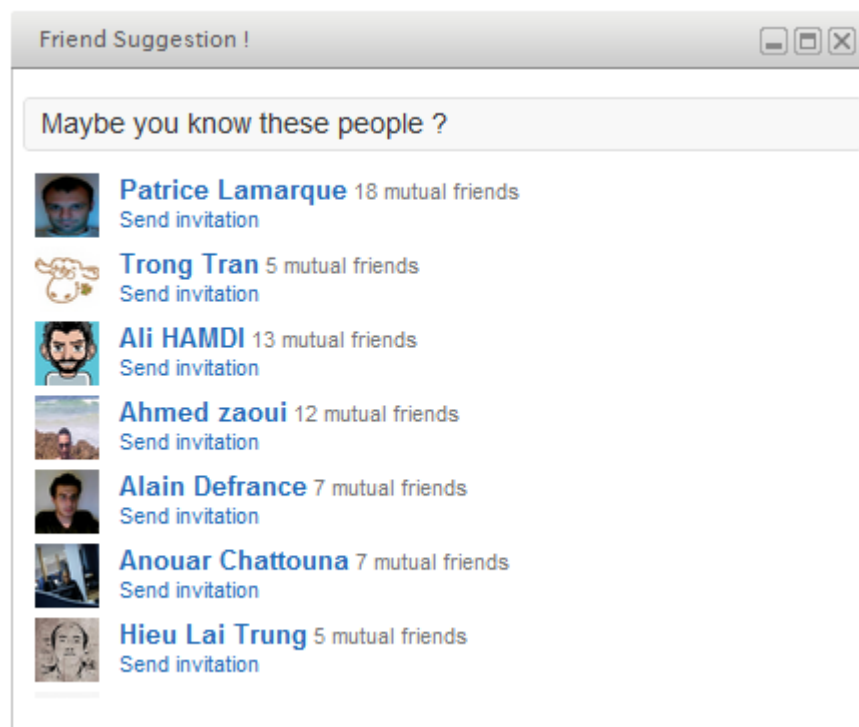 Friend Suggestion !
Maybe you know these people ?
Patrice Lamarque 18 mutual friends
Send invitation
Trong Tran 5 mutual friends
Send invitation
Ali HAMDI 13 mutual friends
Send invitation
Ahmed zaoui 12 mutual friends
Send invitation
Alain Defrance 7 mutual friends
Send invitation
Anouar Chattouna 7 mutual friends
Send invitation
Hieu Lai Trung 5 mutual friends
Send invitation